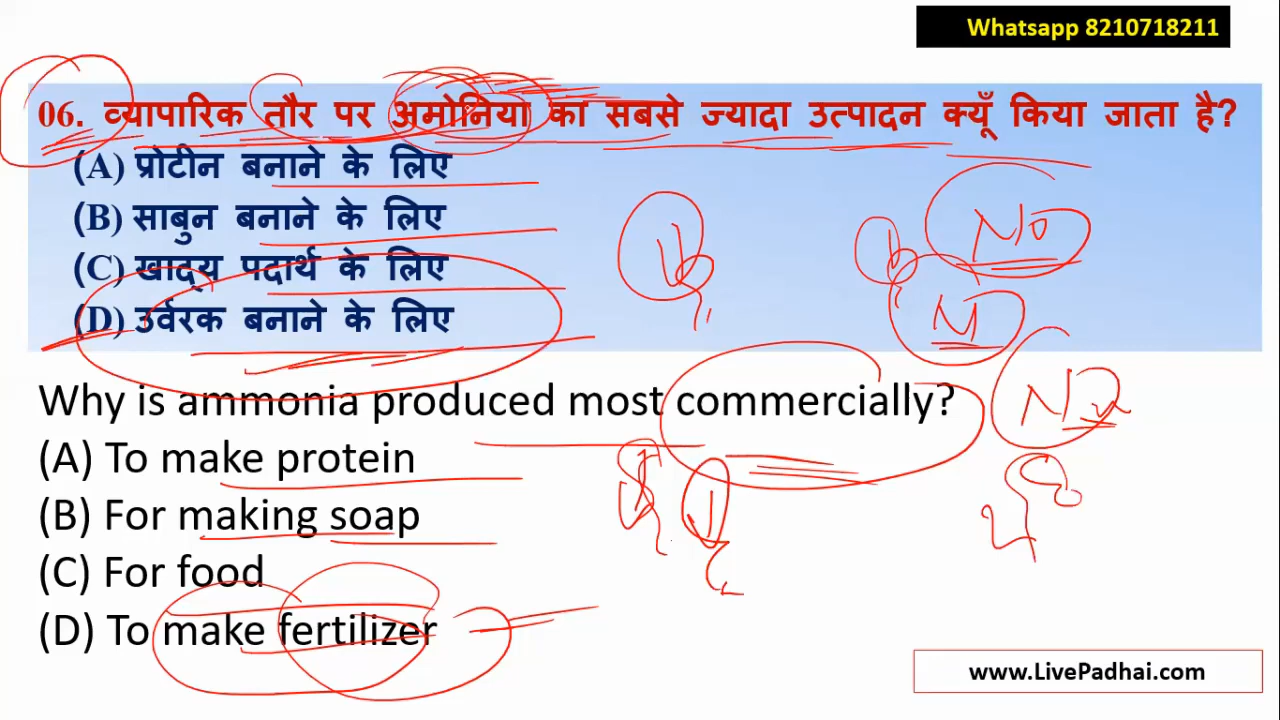 Whatsapp 8210718211
06. व्यापारिक तौर पर अमोनिया का सबसे ज्यादा उत्पादन क्यूँ किया जाता है?
(A) प्रोटीन बनाने के लिए
(B) साबुन बनाने के लिए
(C) खाद्य पदार्थ के लिए
(D) उर्वरक बनाने के लिए
No
M
Why is ammonia produced most commercially?
(A) To make protein
(B) For making soap
(C) For food
(D) To make fertilizer
www.LivePadhai.com